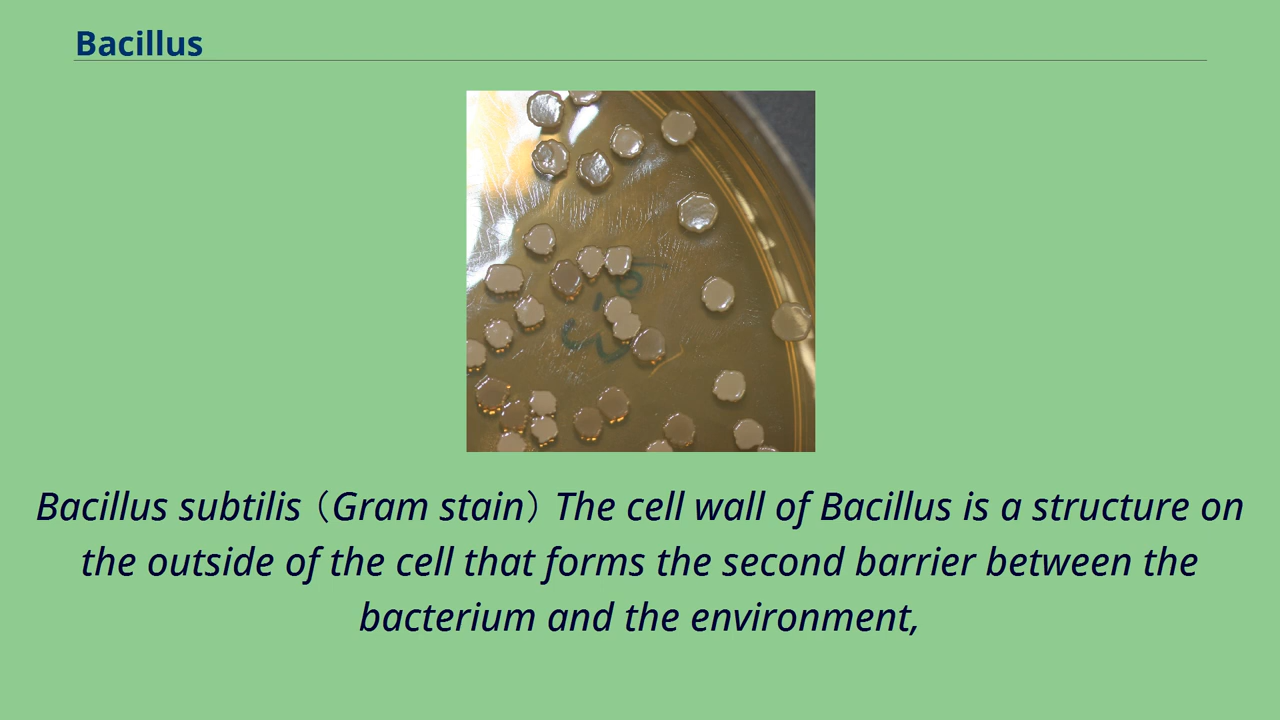 Bacillus
Bacillus subtilis（Gram stain）The cell wall of Bacillus is a structure on
the outside of the cell that forms the second barrier between the
bacterium and the environment,